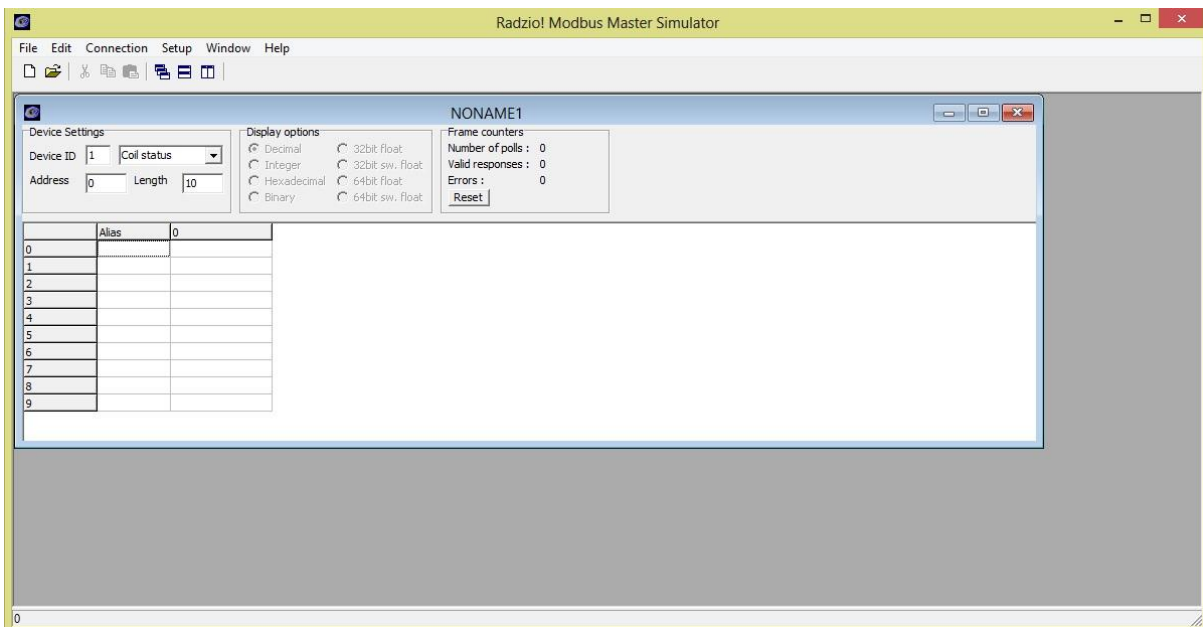 Radzio! Modbus Master Simulator
File Edit Connection Setup Window Help
NONAME1
Device Settings
Device ID 1 Coil status
Address 0 Length 10
Display options
Decimal 32bit float
Integer 32bit sw. float
Hexadecimal 64bit float
Binary 64bit sw. float
Frame counters
Number of polls : 0
Valid responses : 0
Errors : 0
Reset
Alias 0
0
1
2
3
4
5
6
7
8
9
0